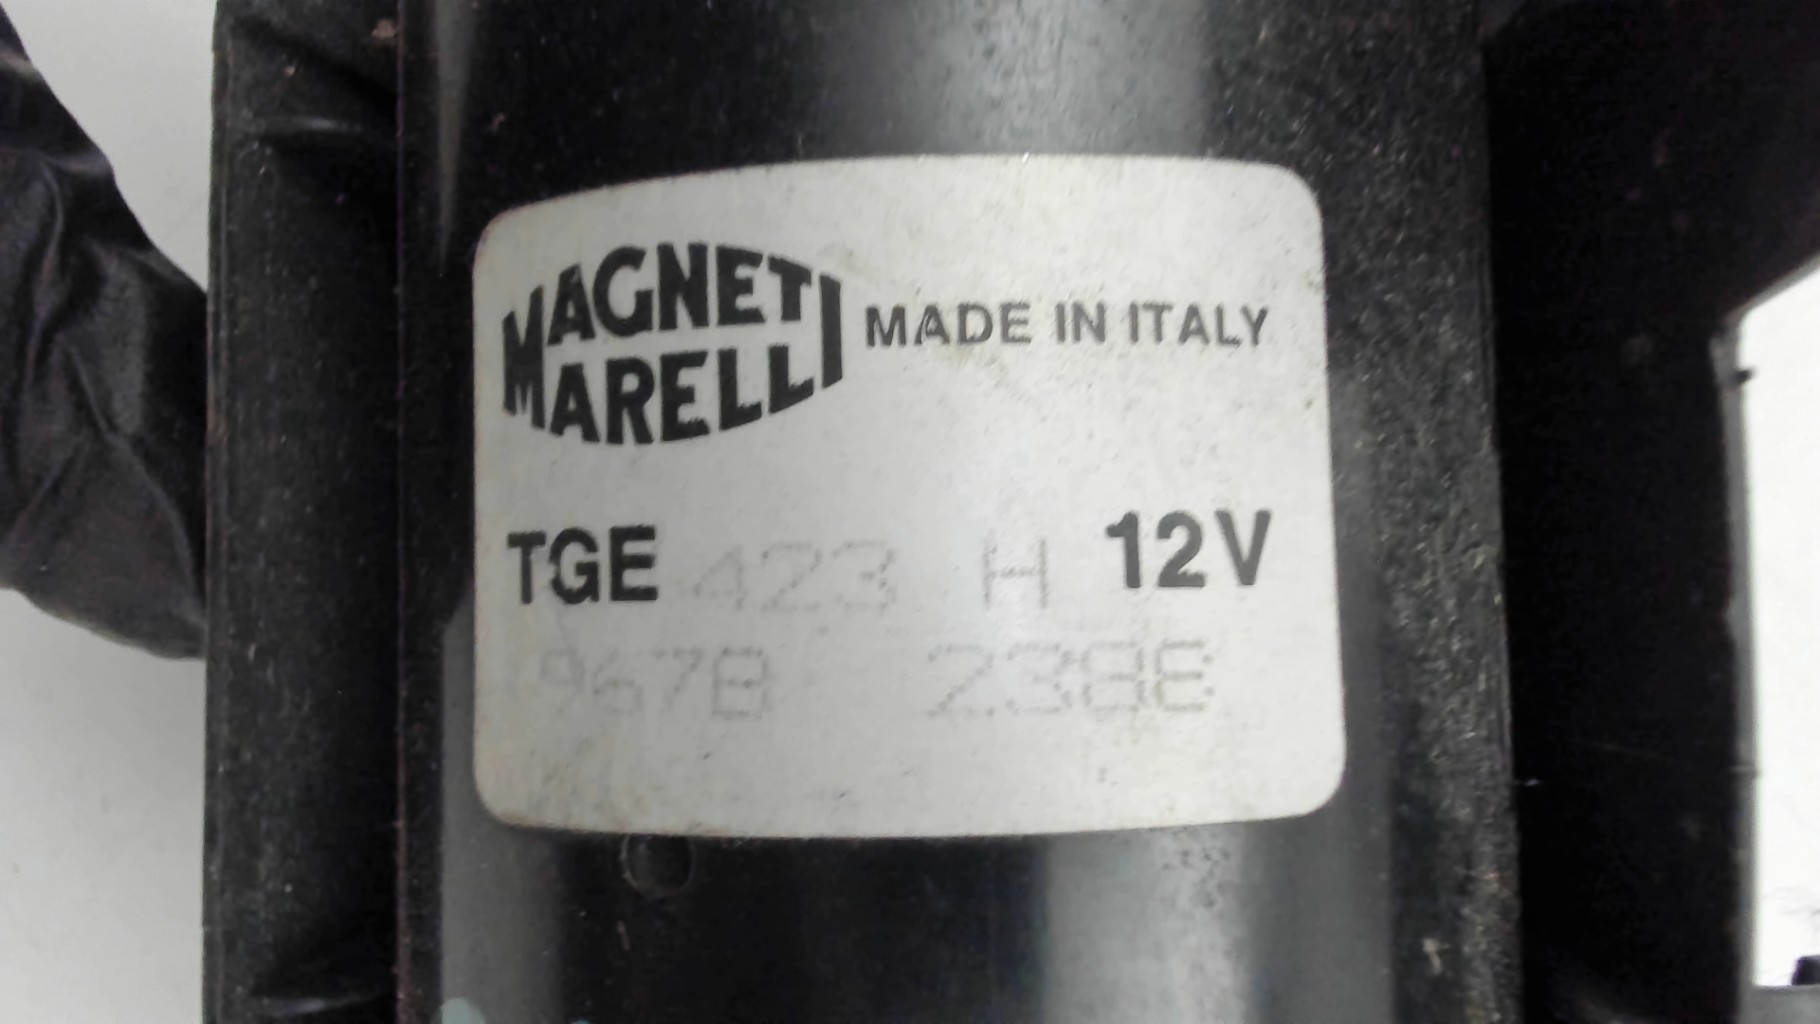 MAGNETI
MARELLI
MADE IN ITALY
TGE 423 H 12V
967B 238E